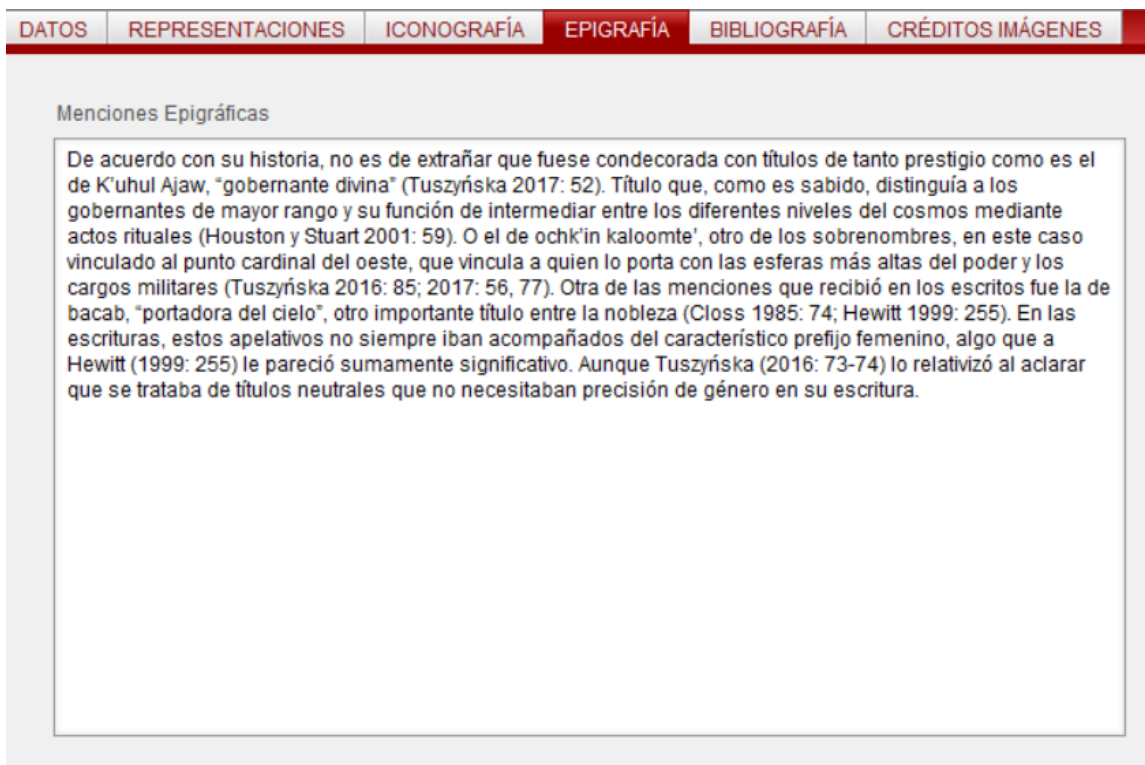 DATOS REPRESENTACIONES ICONOGRAFÍA EPIGRAFÍA BIBLIOGRAFÍA CRÉDITOS IMÁGENES
Menciones Epigráficas
De acuerdo con su historia, no es de extrañar que fuese condecorada con títulos de tanto prestigio como es el
de K'uhul Ajaw, “gobernante divina” (Tuszyńska 2017: 52). Título que, como es sabido, distinguía a los
gobernantes de mayor rango y su función de intermediar entre los diferentes niveles del cosmos mediante
actos rituales (Houston y Stuart 2001: 59). O el de ochk'in kaloomte', otro de los sobrenombres, en este caso
vinculado al punto cardinal del oeste, que vincula a quien lo porta con las esferas más altas del poder y los
cargos militares (Tuszyńska 2016: 85; 2017: 56, 77). Otra de las menciones que recibió en los escritos fue la de
bacab, “portadora del cielo”, otro importante título entre la nobleza (Closs 1985: 74; Hewitt 1999: 255). En las
escrituras, estos apelativos no siempre iban acompañados del característico prefijo femenino, algo que a
Hewitt (1999: 255) le pareció sumamente significativo. Aunque Tuszyńska (2016: 73-74) lo relativizó al aclarar
que se trataba de títulos neutrales que no necesitaban precisión de género en su escritura.